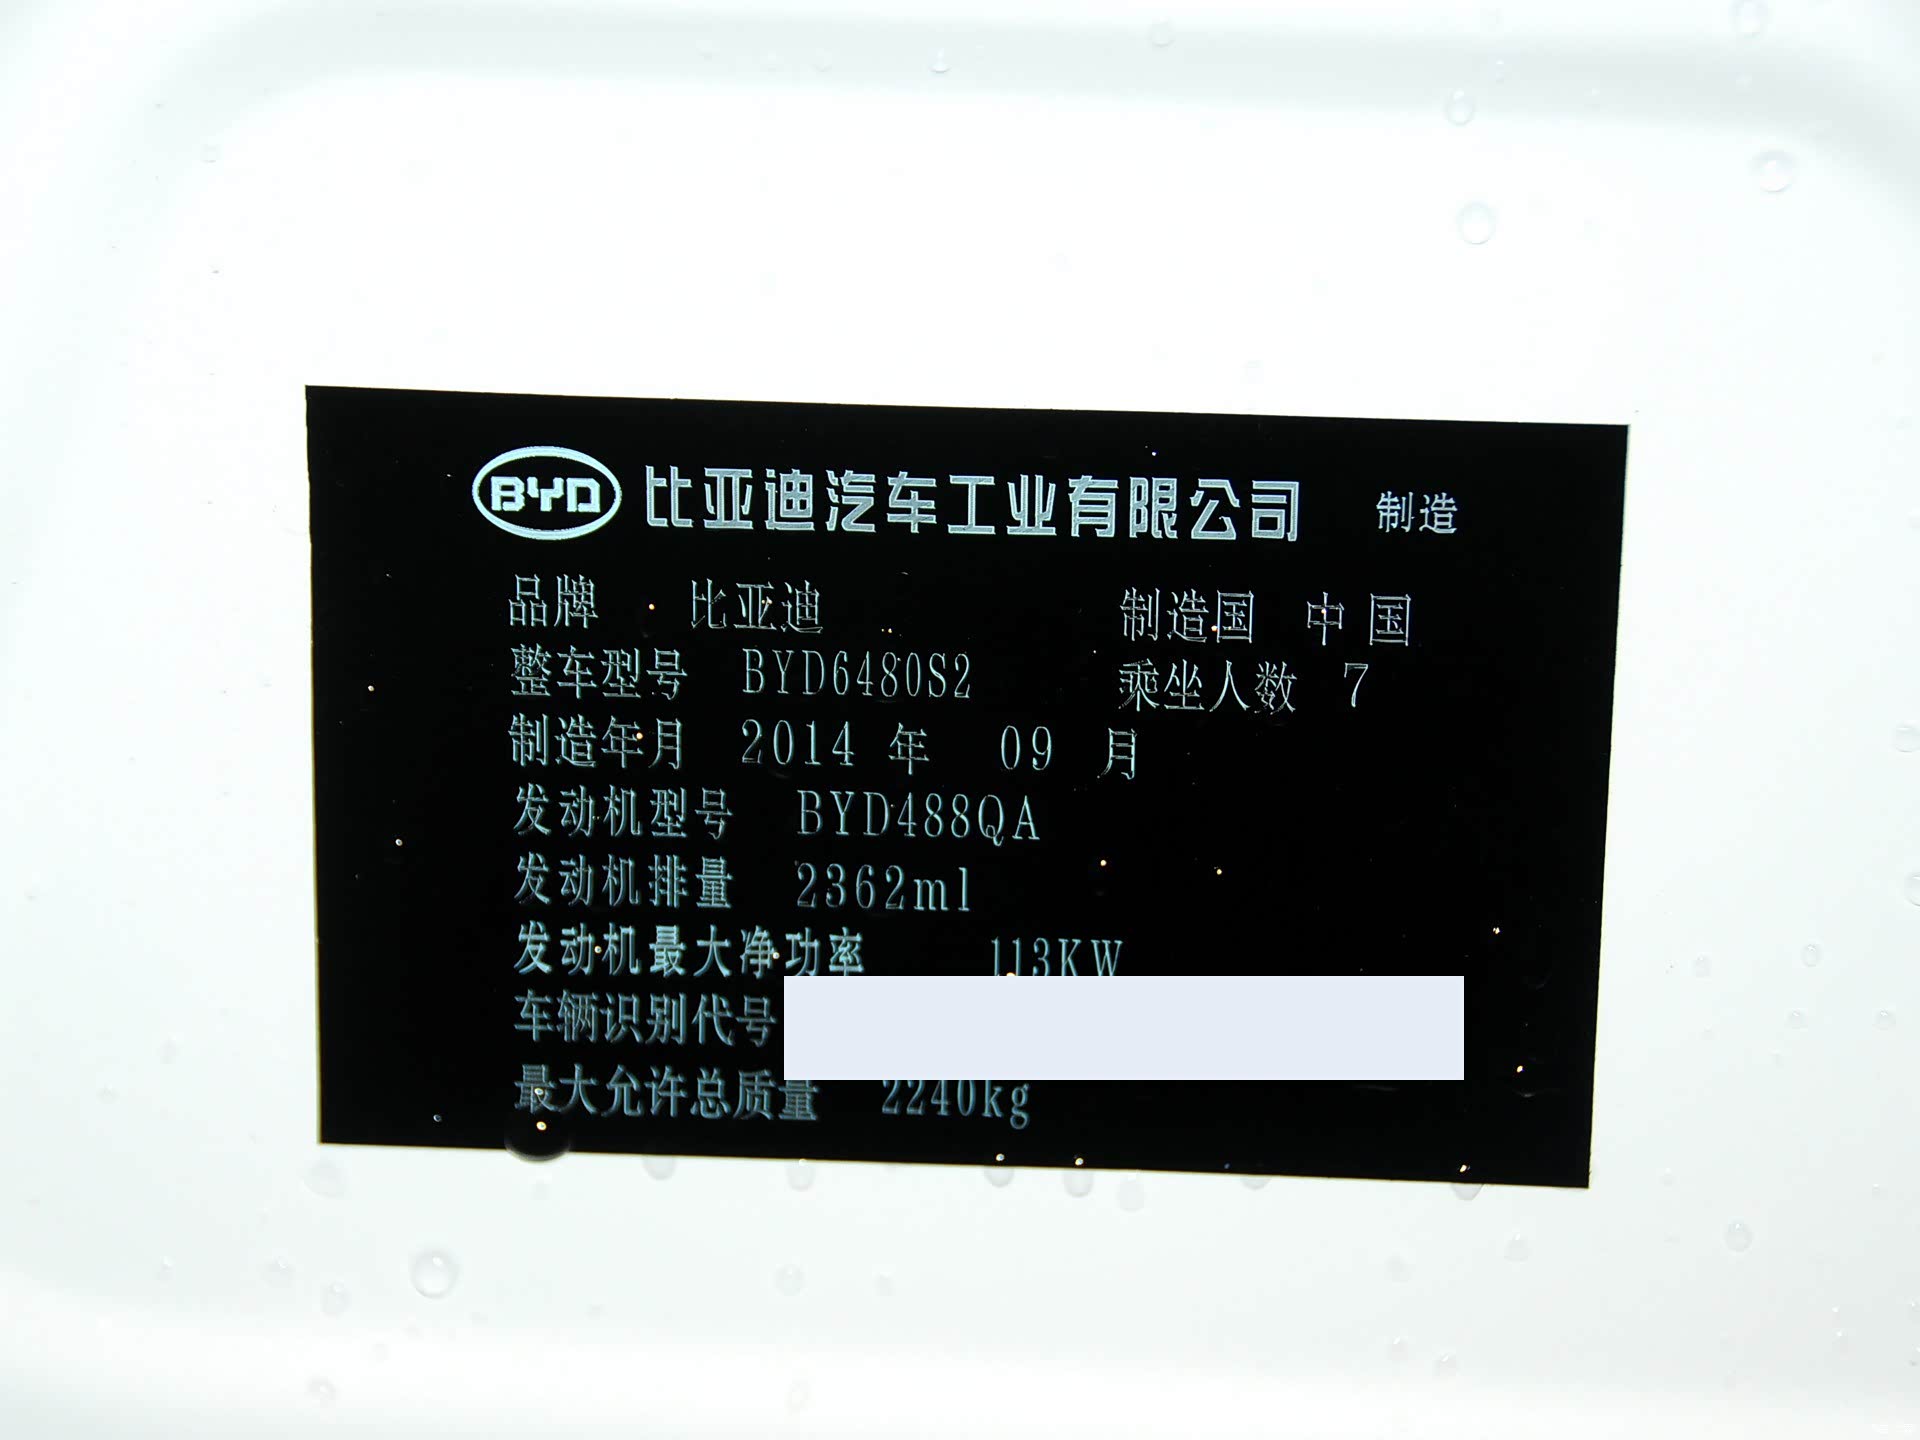 BYD 比亚迪汽车工业有限公司 制造
品牌 比亚迪 制造国 中国
整车型号 BYD6480S2 乘坐人数 7
制造年月 2014 年 09 月
发动机型号 BYD488QA
发动机排量 2362ml
发动机最大净功率 113KW
车辆识别代号
最大允许总质量 2240kg